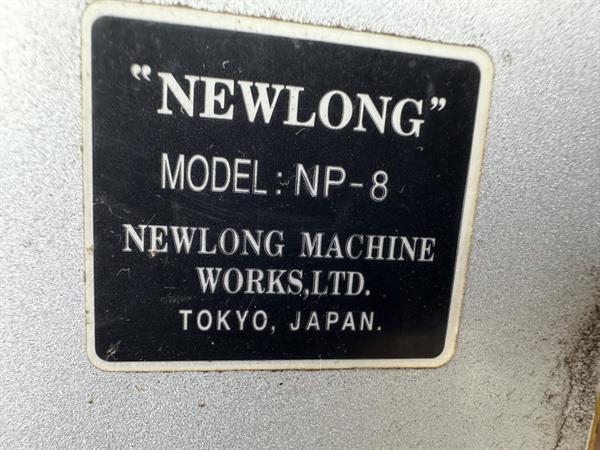 "NEWLONG"
MODEL: NP-8
NEWLONG MACHINE
WORKS,LTD.
TOKYO, JAPAN.